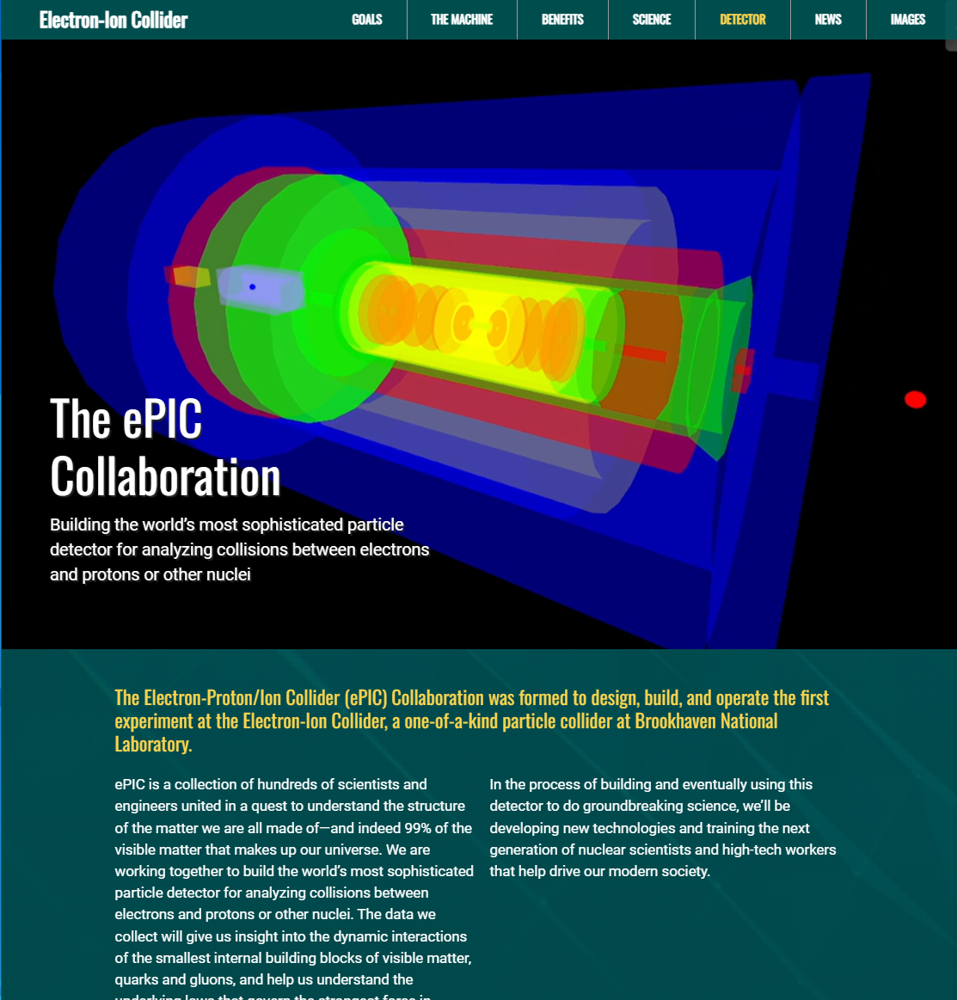 Electron-Ion Collider
GOALS
THE MACHINE
BENEFITS
SCIENCE
DETECTOR
NEWS
IMAGES
The ePIC
Collaboration
Building the world’s most sophisticated particle
detector for analyzing collisions between electrons
and protons or other nuclei
The Electron-Proton/Ion Collider (ePIC) Collaboration was formed to design, build, and operate the first
experiment at the Electron-Ion Collider, a one-of-a-kind particle collider at Brookhaven National
Laboratory.
ePIC is a collection of hundreds of scientists and
engineers united in a quest to understand the structure
of the matter we are all made of—and indeed 99% of the
visible matter that makes up our universe. We are
working together to build the world’s most sophisticated
particle detector for analyzing collisions between
electrons and protons or other nuclei. The data we
collect will give us insight into the dynamic interactions
of the smallest internal building blocks of visible matter,
quarks and gluons, and help us understand the
underlying laws that govern the strongest force in
In the process of building and eventually using this
detector to do groundbreaking science, we’ll be
developing new technologies and training the next
generation of nuclear scientists and high-tech workers
that help drive our modern society.